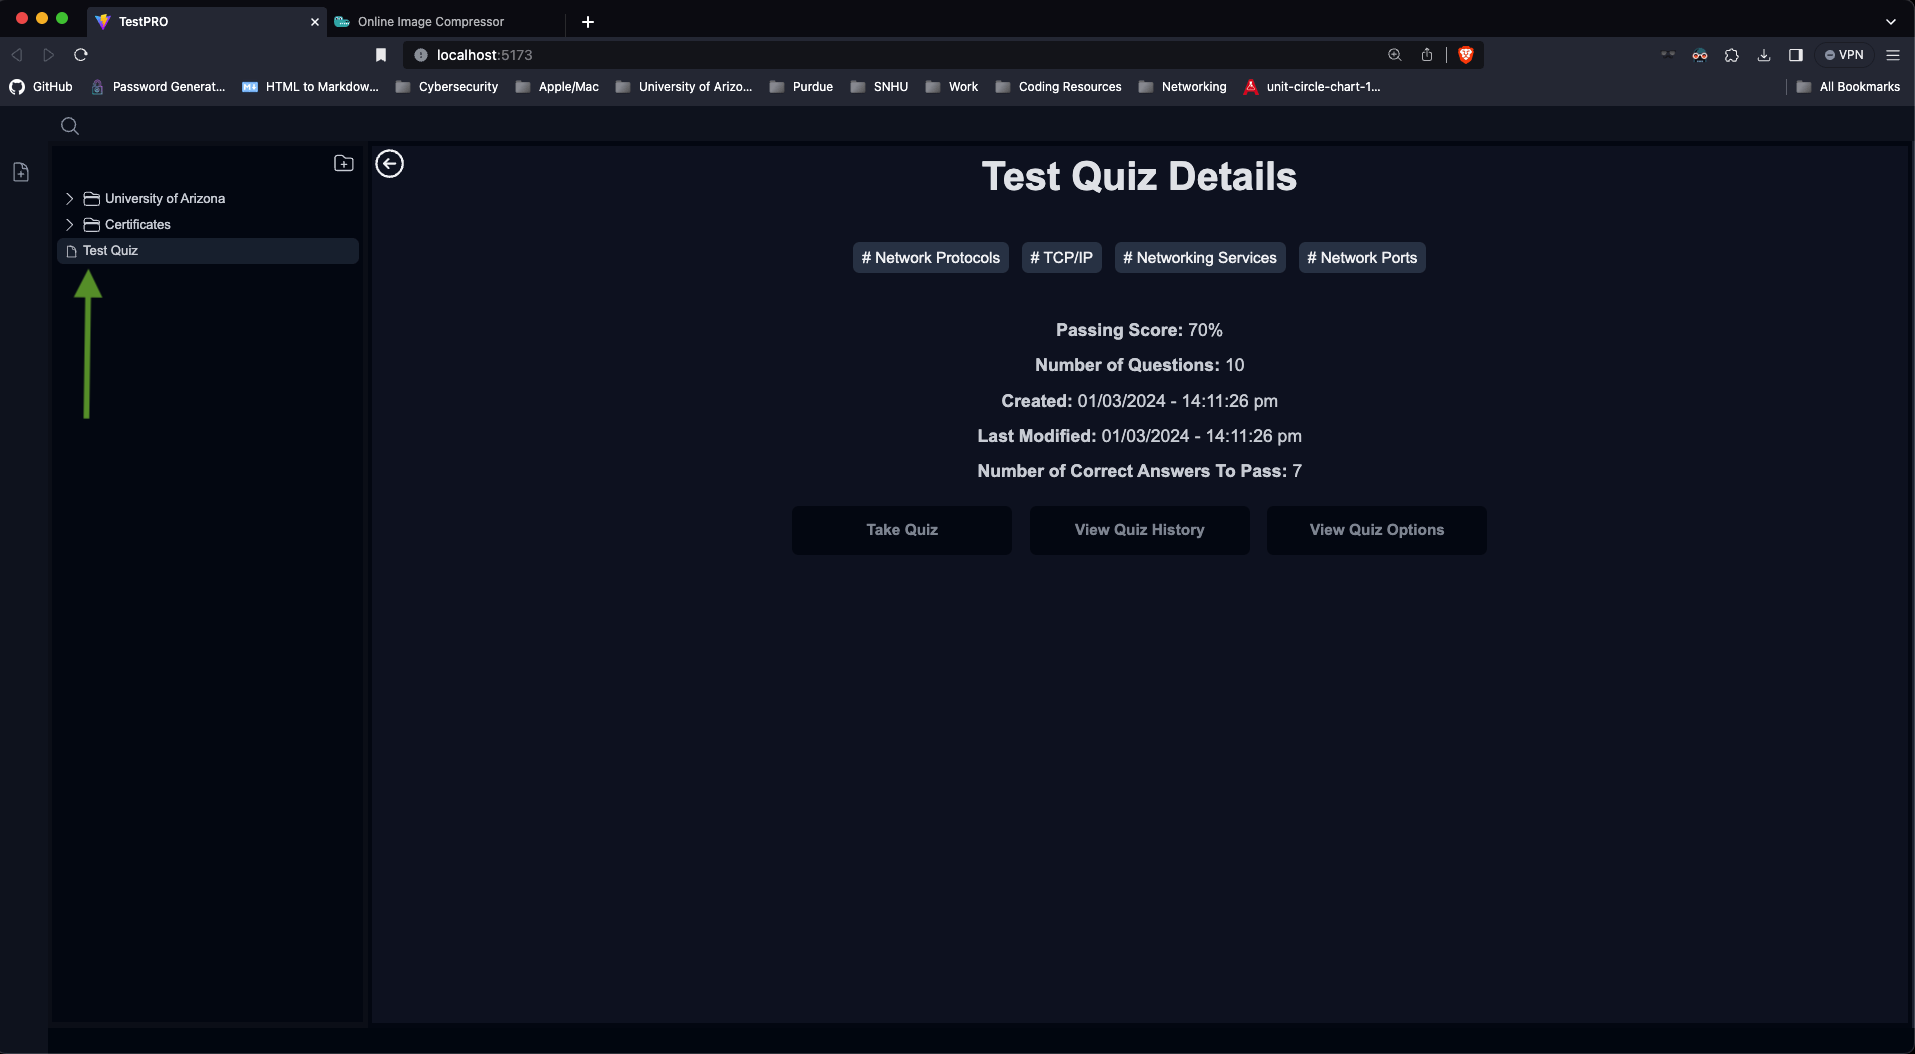 TestPRO
Online Image Compressor
localhost:5173
VPN
GitHub
Password Generat...
HTML to Markdow...
Cybersecurity
Apple/Mac
University of Arizo...
Purdue
SNHU
Work
Coding Resources
Networking
unit-circle-chart-1...
All Bookmarks
University of Arizona
Certificates
Test Quiz
Test Quiz Details
# Network Protocols
# TCP/IP
# Networking Services
# Network Ports
Passing Score: 70%
Number of Questions: 10
Created: 01/03/2024 - 14:11:26 pm
Last Modified: 01/03/2024 - 14:11:26 pm
Number of Correct Answers To Pass: 7
Take Quiz
View Quiz History
View Quiz Options